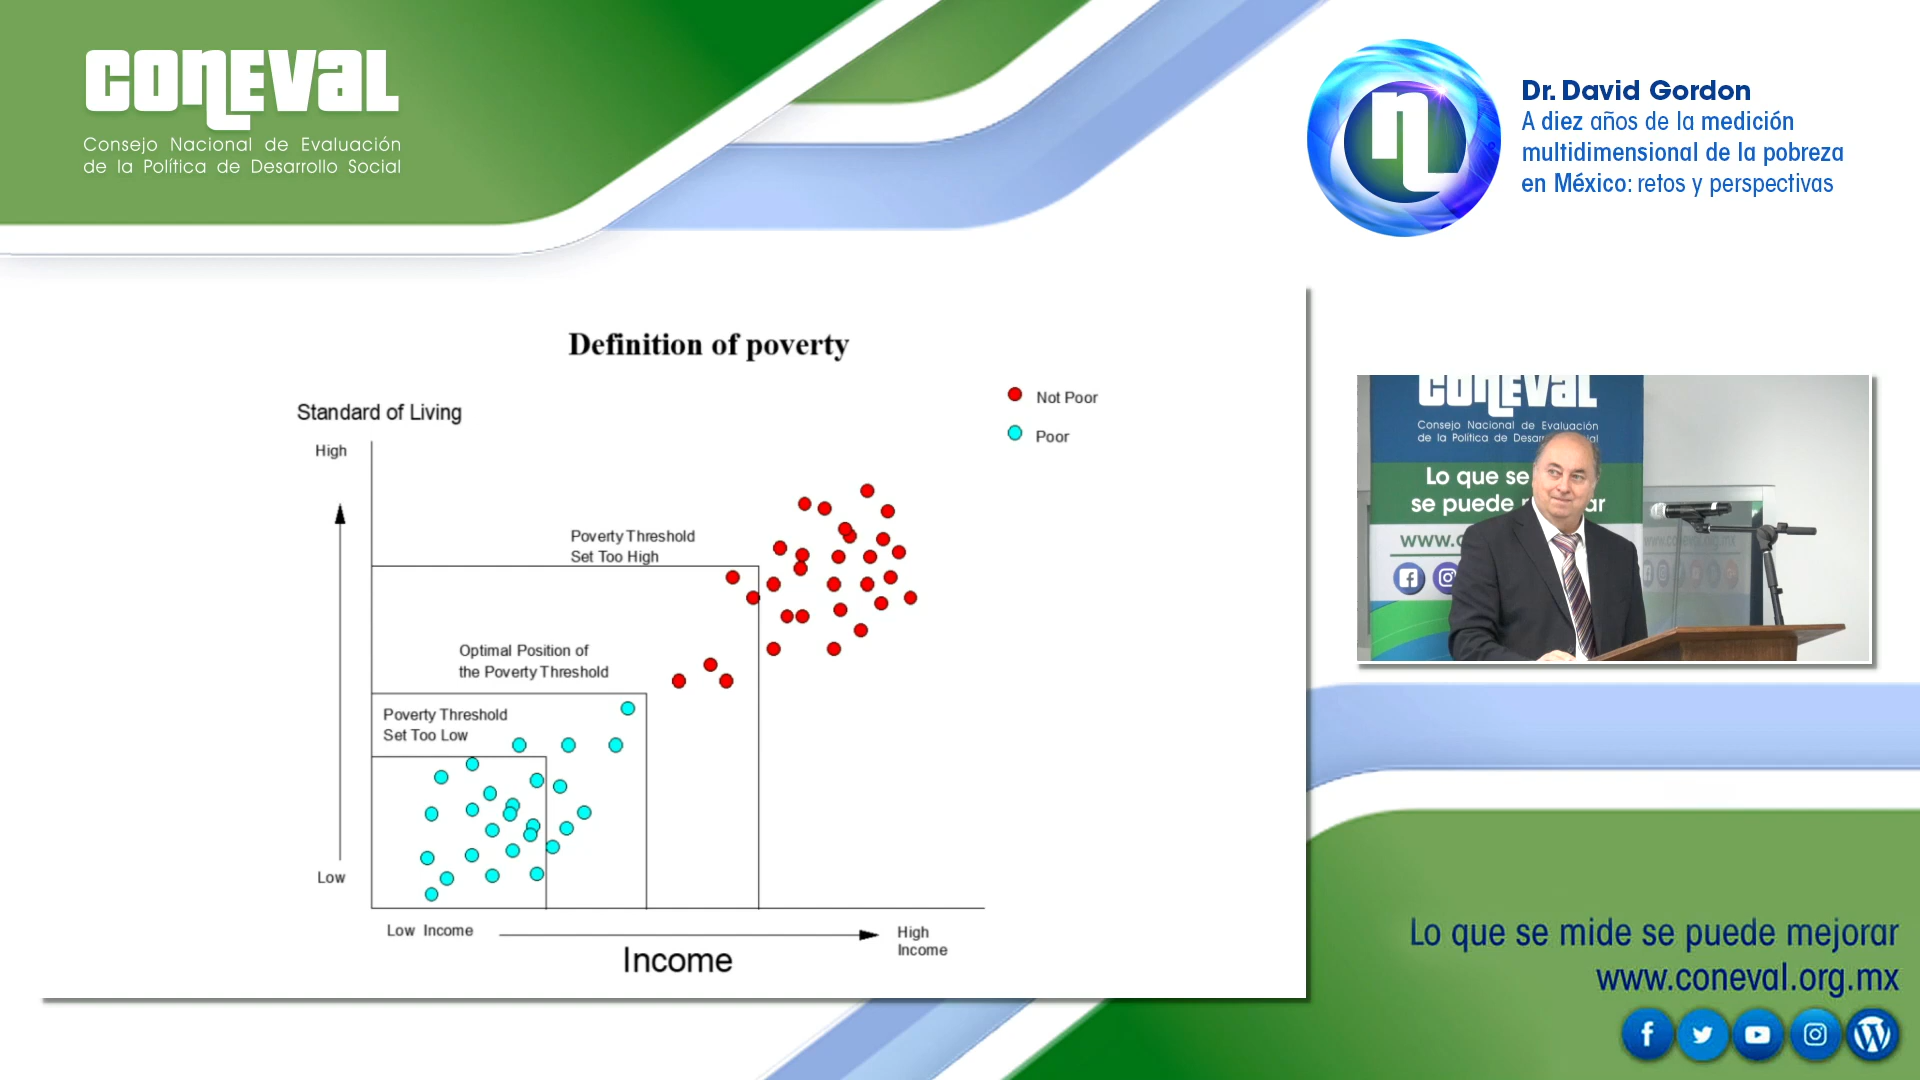 CONEVAL
Consejo Nacional de Evaluación
de la Política de Desarrollo Social
Dr. David Gordon
A diez años de la medición
multidimensional de la pobreza
en México: retos y perspectivas
Definition of poverty
Not Poor
Poor
Standard of Living
High
Poverty Threshold
Set Too High
Optimal Position of
the Poverty Threshold
Poverty Threshold
Set Too Low
Low
Low Income
High
Income
Income
CONEVAL
Consejo Nacional de Evaluación
de la Política de Desar
Lo que se
se puede
www.
Lo que se mide se puede mejorar
www.coneval.org.mx